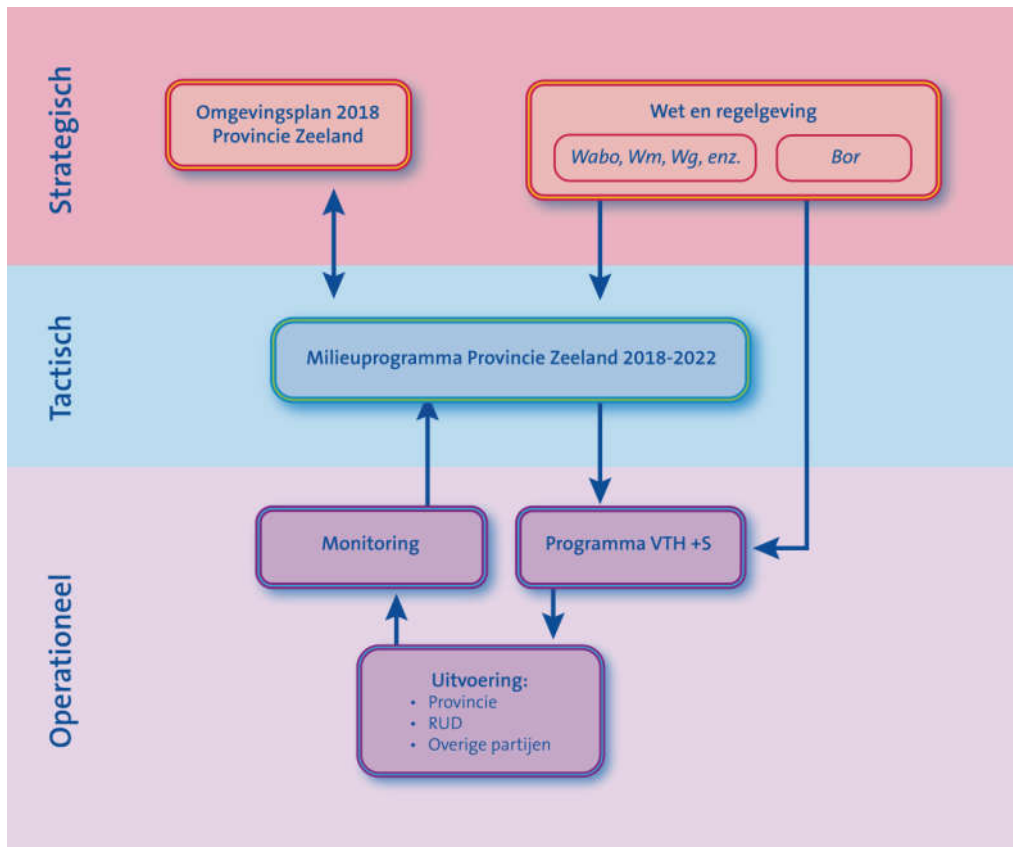 Strategisch
Omgevingsplan 2018
Provincie Zeeland
Wet en regelgeving
Wabo, Wm, Wg, enz.
Bor
Tactisch
Milieuprogramma Provincie Zeeland 2018-2022
Operationeel
Monitoring
Programma VTH +S
Uitvoering:
• Provincie
• RUD
• Overige partijen